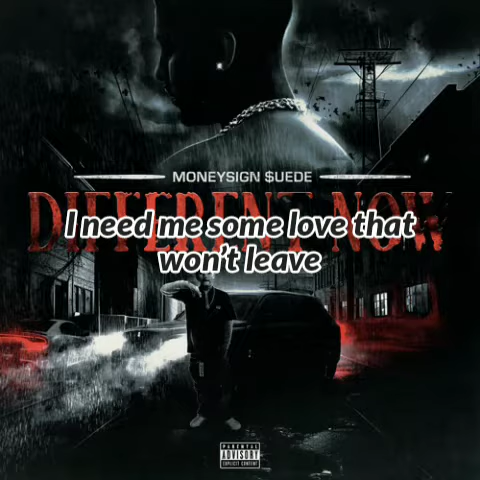 MONEYSIGN $UEDE
DIFFERENT NOW
I need me some love that
won't leave
PARENTAL
ADVISORY
EXPLICIT CONTENT